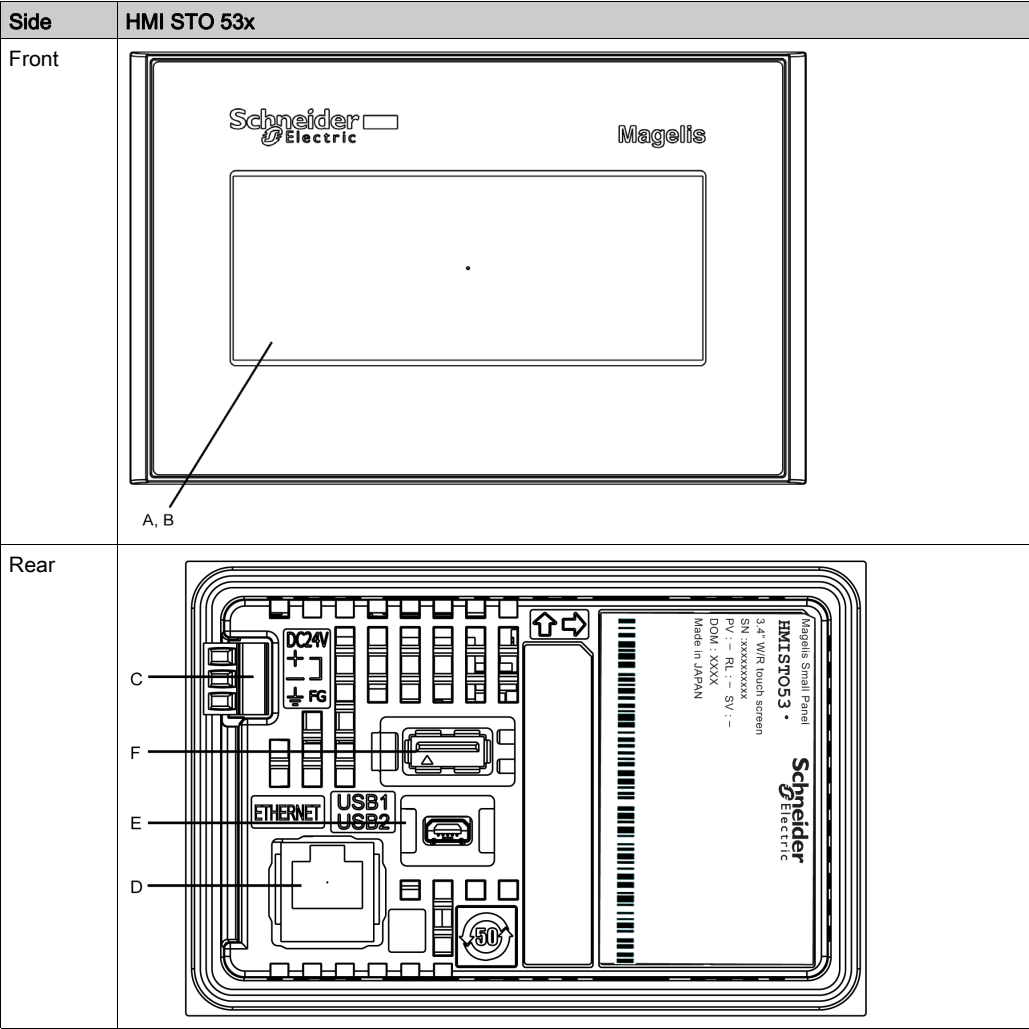 Side HMI STO 53x
Front
Schneider
Electric
Magelis
A, B
Rear
DC24V
FG
C
F
ETHERNET
USB1
USB2
E
D
50
Magelis Small Panel
HMISTO53 •
3.4" W/R touch screen
SN :xxxxxxxxxx
PV : – RL : – SV : –
DOM : XXXX
Made in JAPAN
Schneider
Electric